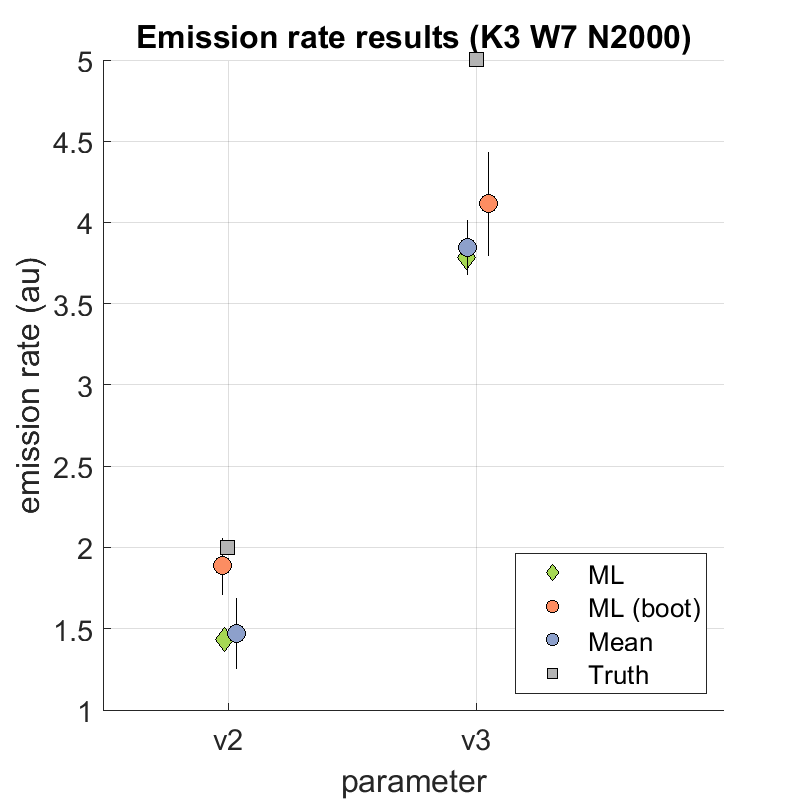 Emission rate results (K3 W7 N2000)
5
4.5
4
3.5
3
2.5
2
1.5
1
emission rate (au)
v2
v3
parameter
ML
ML (boot)
Mean
Truth